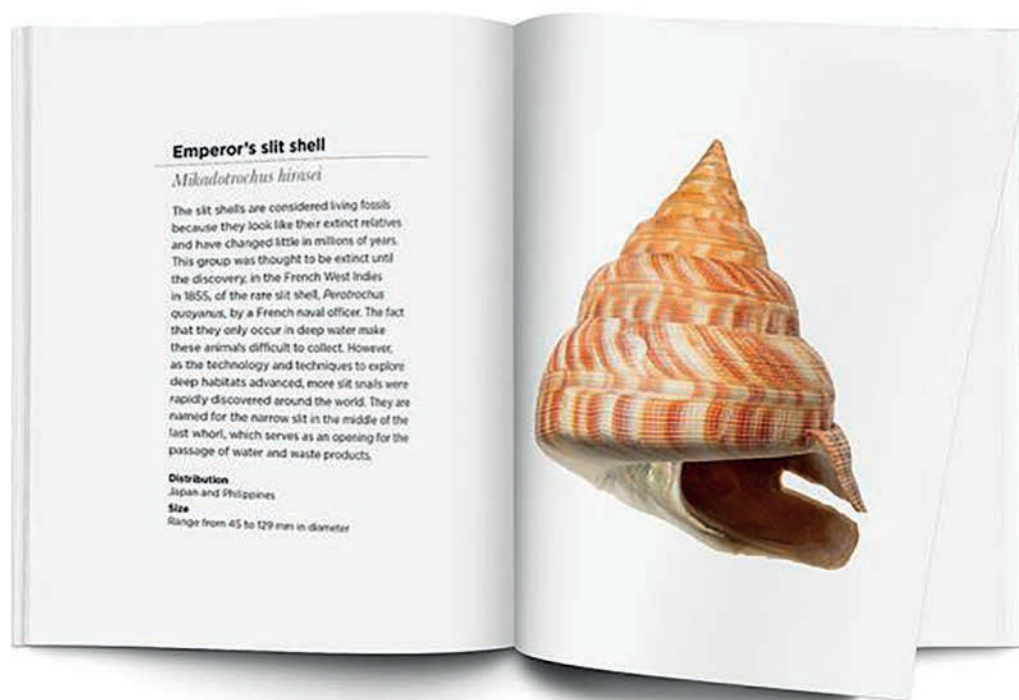 Emperor's slit shell
Mikadotrochus hirasei
The slit shells are considered living fossils
because they look like their extinct relatives
and have changed little in millions of years.
This group was thought to be extinct until
the discovery, in the French West Indies
in 1855, of the rare slit shell, Perotrochus
quoyanus, by a French naval officer. The fact
that they only occur in deep water make
these animals difficult to collect. However,
as the technology and techniques to explore
deep habitats advanced, more slit snails were
rapidly discovered around the world. They are
named for the narrow slit in the middle of the
last whorl, which serves as an opening for the
passage of water and waste products.
Distribution
Japan and Philippines
Size
Range from 45 to 129 mm in diameter